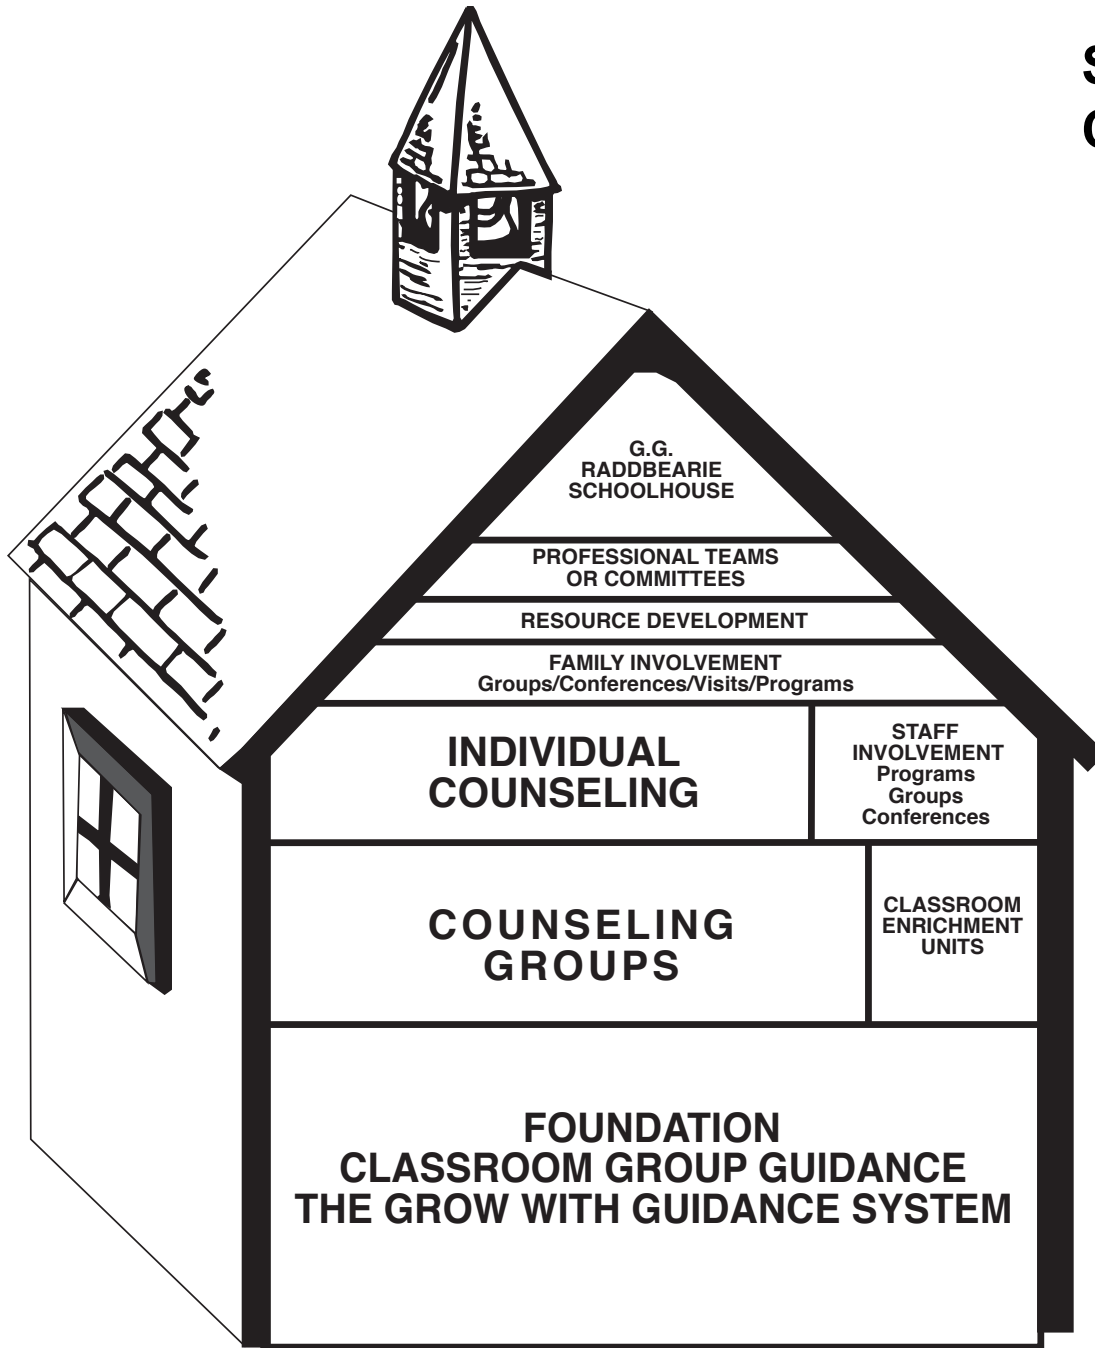 G.G.
RADDBEARIE
SCHOOLHOUSE
PROFESSIONAL TEAMS
OR COMMITTEES
RESOURCE DEVELOPMENT
FAMILY INVOLVEMENT
Groups/Conferences/Visits/Programs
INDIVIDUAL
COUNSELING
STAFF
INVOLVEMENT
Programs
Groups
Conferences
COUNSELING
GROUPS
CLASSROOM
ENRICHMENT
UNITS
FOUNDATION
CLASSROOM GROUP GUIDANCE
THE GROW WITH GUIDANCE SYSTEM